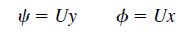 ψ = Uy ϕ = Ux